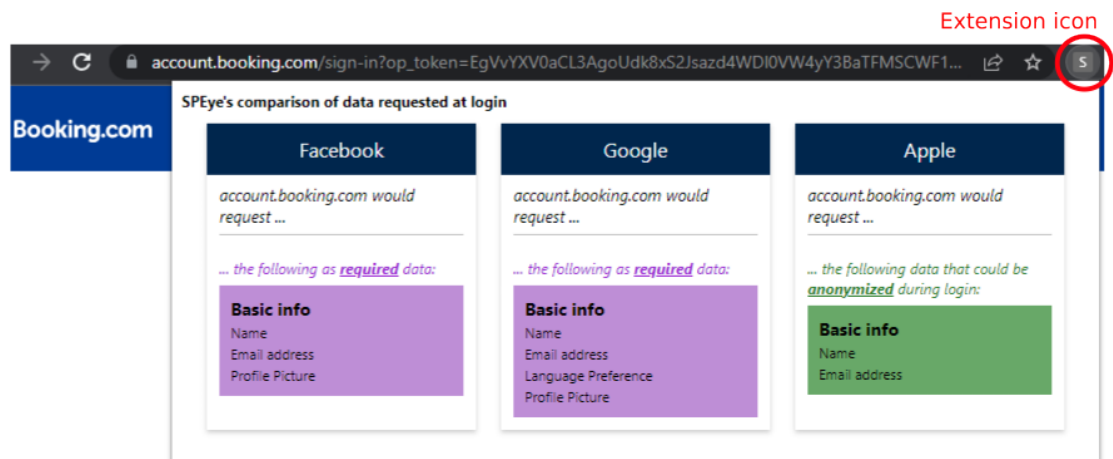 Extension icon
account.booking.com/sign-in?op_token=EgVvYXV0aCL3AgoUdk8xS2Jsazd4WDI0VW4yY3BaTFMSCWF1...
S
Booking.com
SPEye's comparison of data requested at login
Facebook
account.booking.com would
request ...
... the following as required data:
Basic info
Name
Email address
Profile Picture
Google
account.booking.com would
request ...
... the following as required data:
Basic info
Name
Email address
Language Preference
Profile Picture
Apple
account.booking.com would
request ...
... the following data that could be
anonymized during login:
Basic info
Name
Email address